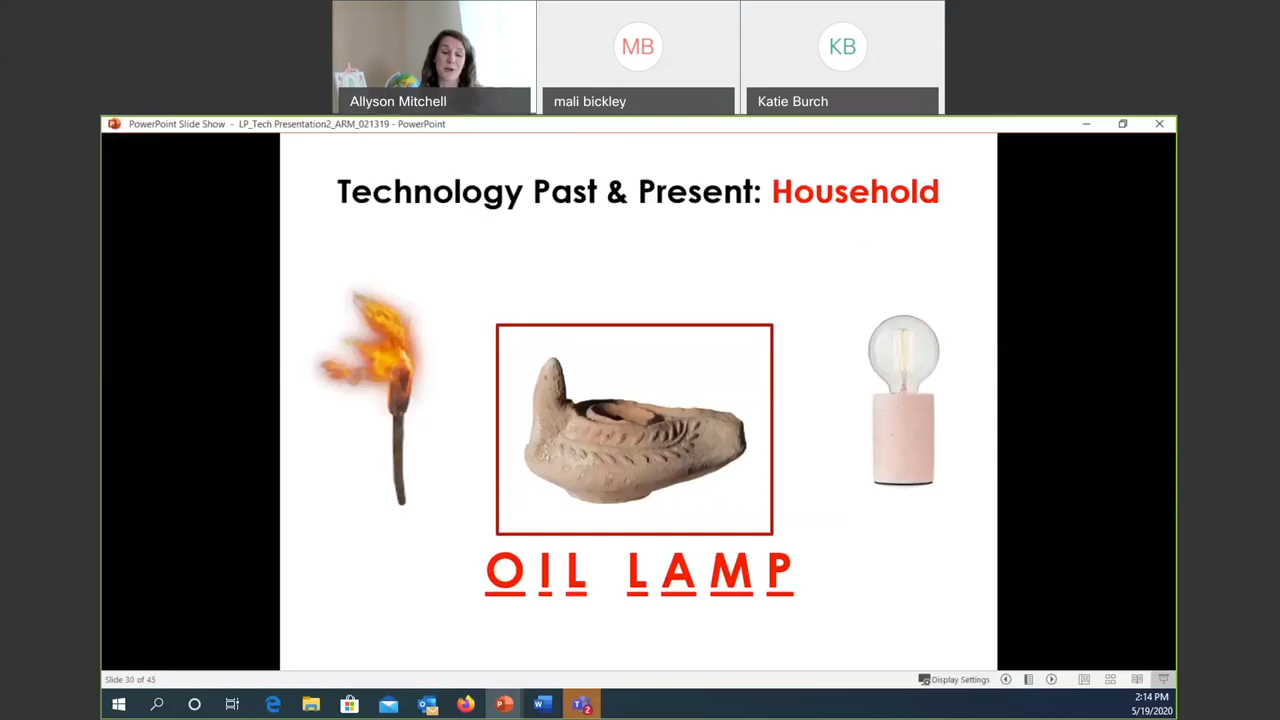 MB
KB
Allyson Mitchell
mali bickley
Katie Burch
PowerPoint Slide Show - LP_Tech Presentation2_ARM_021319 - PowerPoint
Technology Past & Present: Household
OIL LAMP
Slide 30 of 45
Display Settings
2:14 PM
5/19/2020